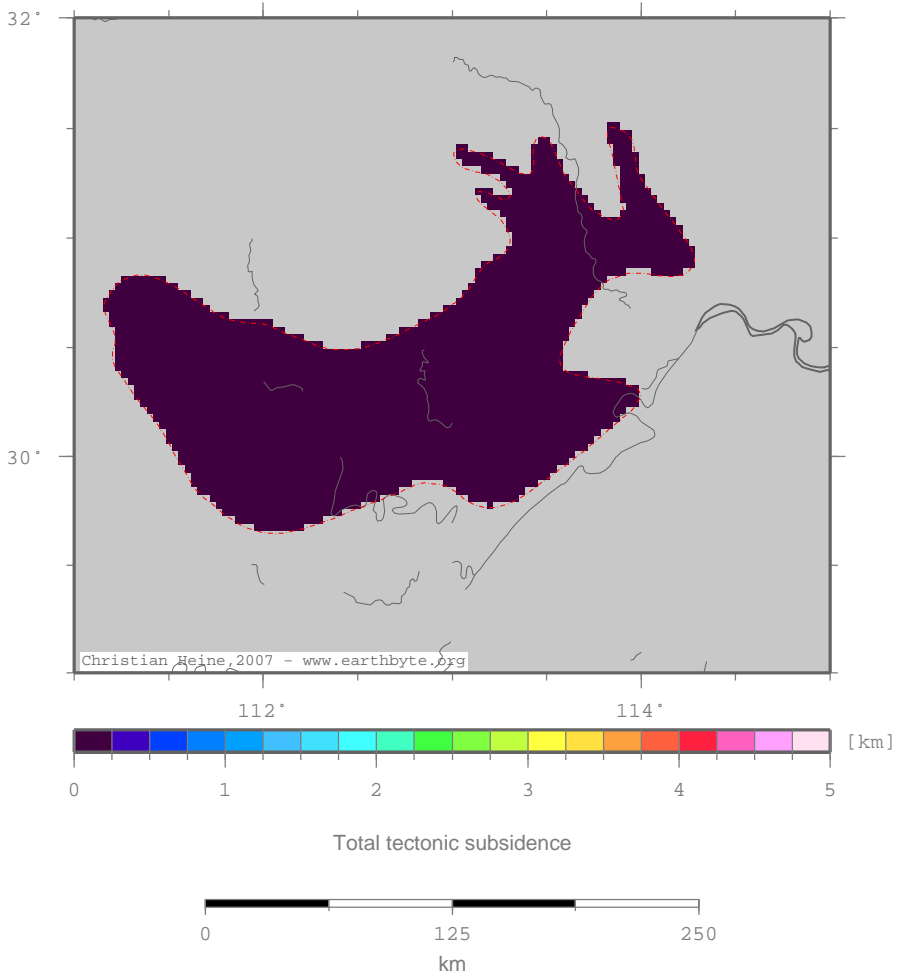 32°
30°
Christian Heine,2007 - www.earthbyte.org
112° 114°
[km]
0 1 2 3 4 5
Total tectonic subsidence
0 125 250
km